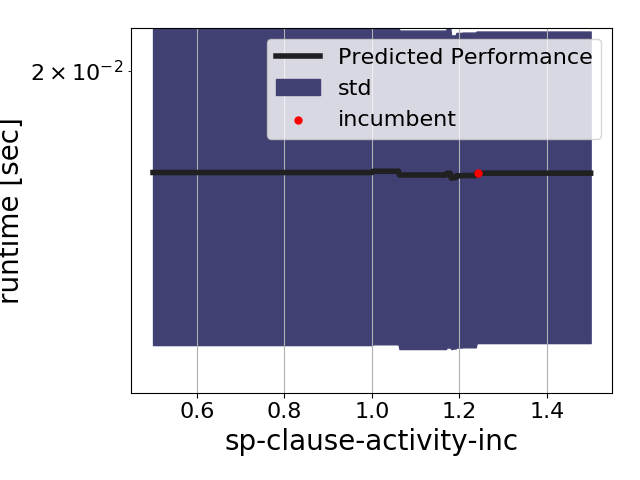 2 × 10⁻²
runtime [sec]
Predicted Performance
std
incumbent
0.6 0.8 1.0 1.2 1.4
sp-clause-activity-inc